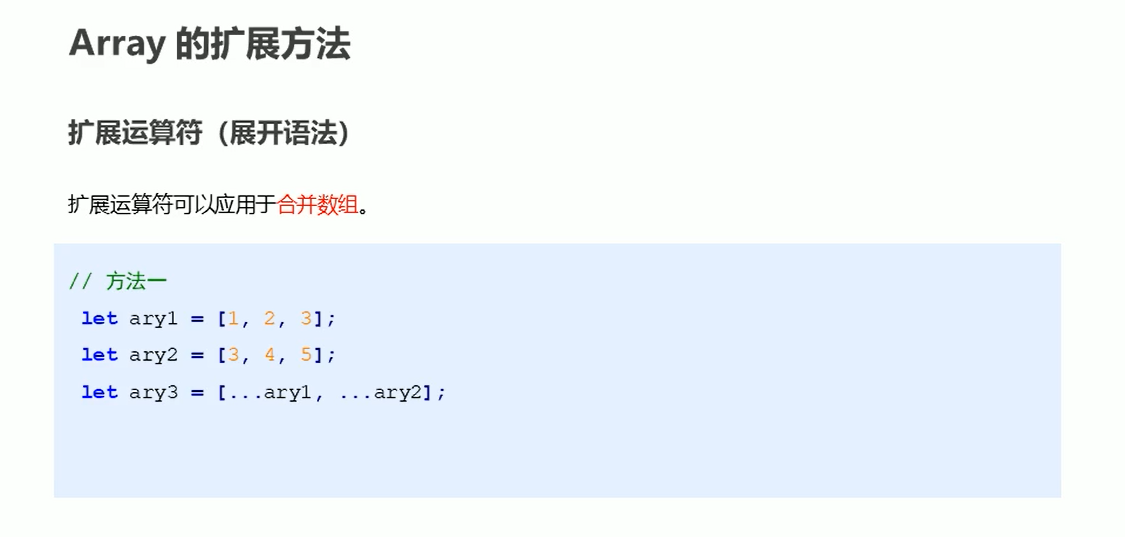 Array 的扩展方法
扩展运算符（展开语法）
扩展运算符可以应用于合并数组。
// 方法一
let ary1 = [1, 2, 3];
let ary2 = [3, 4, 5];
let ary3 = [...ary1, ...ary2];